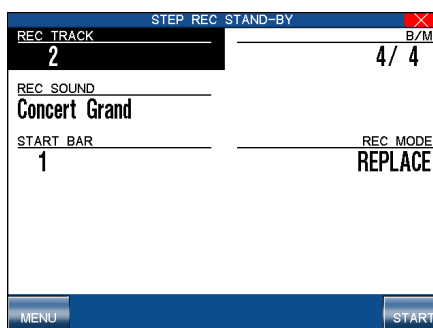 STEP REC STAND-BY
REC TRACK
2
B/M
4/ 4
REC SOUND
Concert Grand
START BAR
1
REC MODE
REPLACE
MENU
START